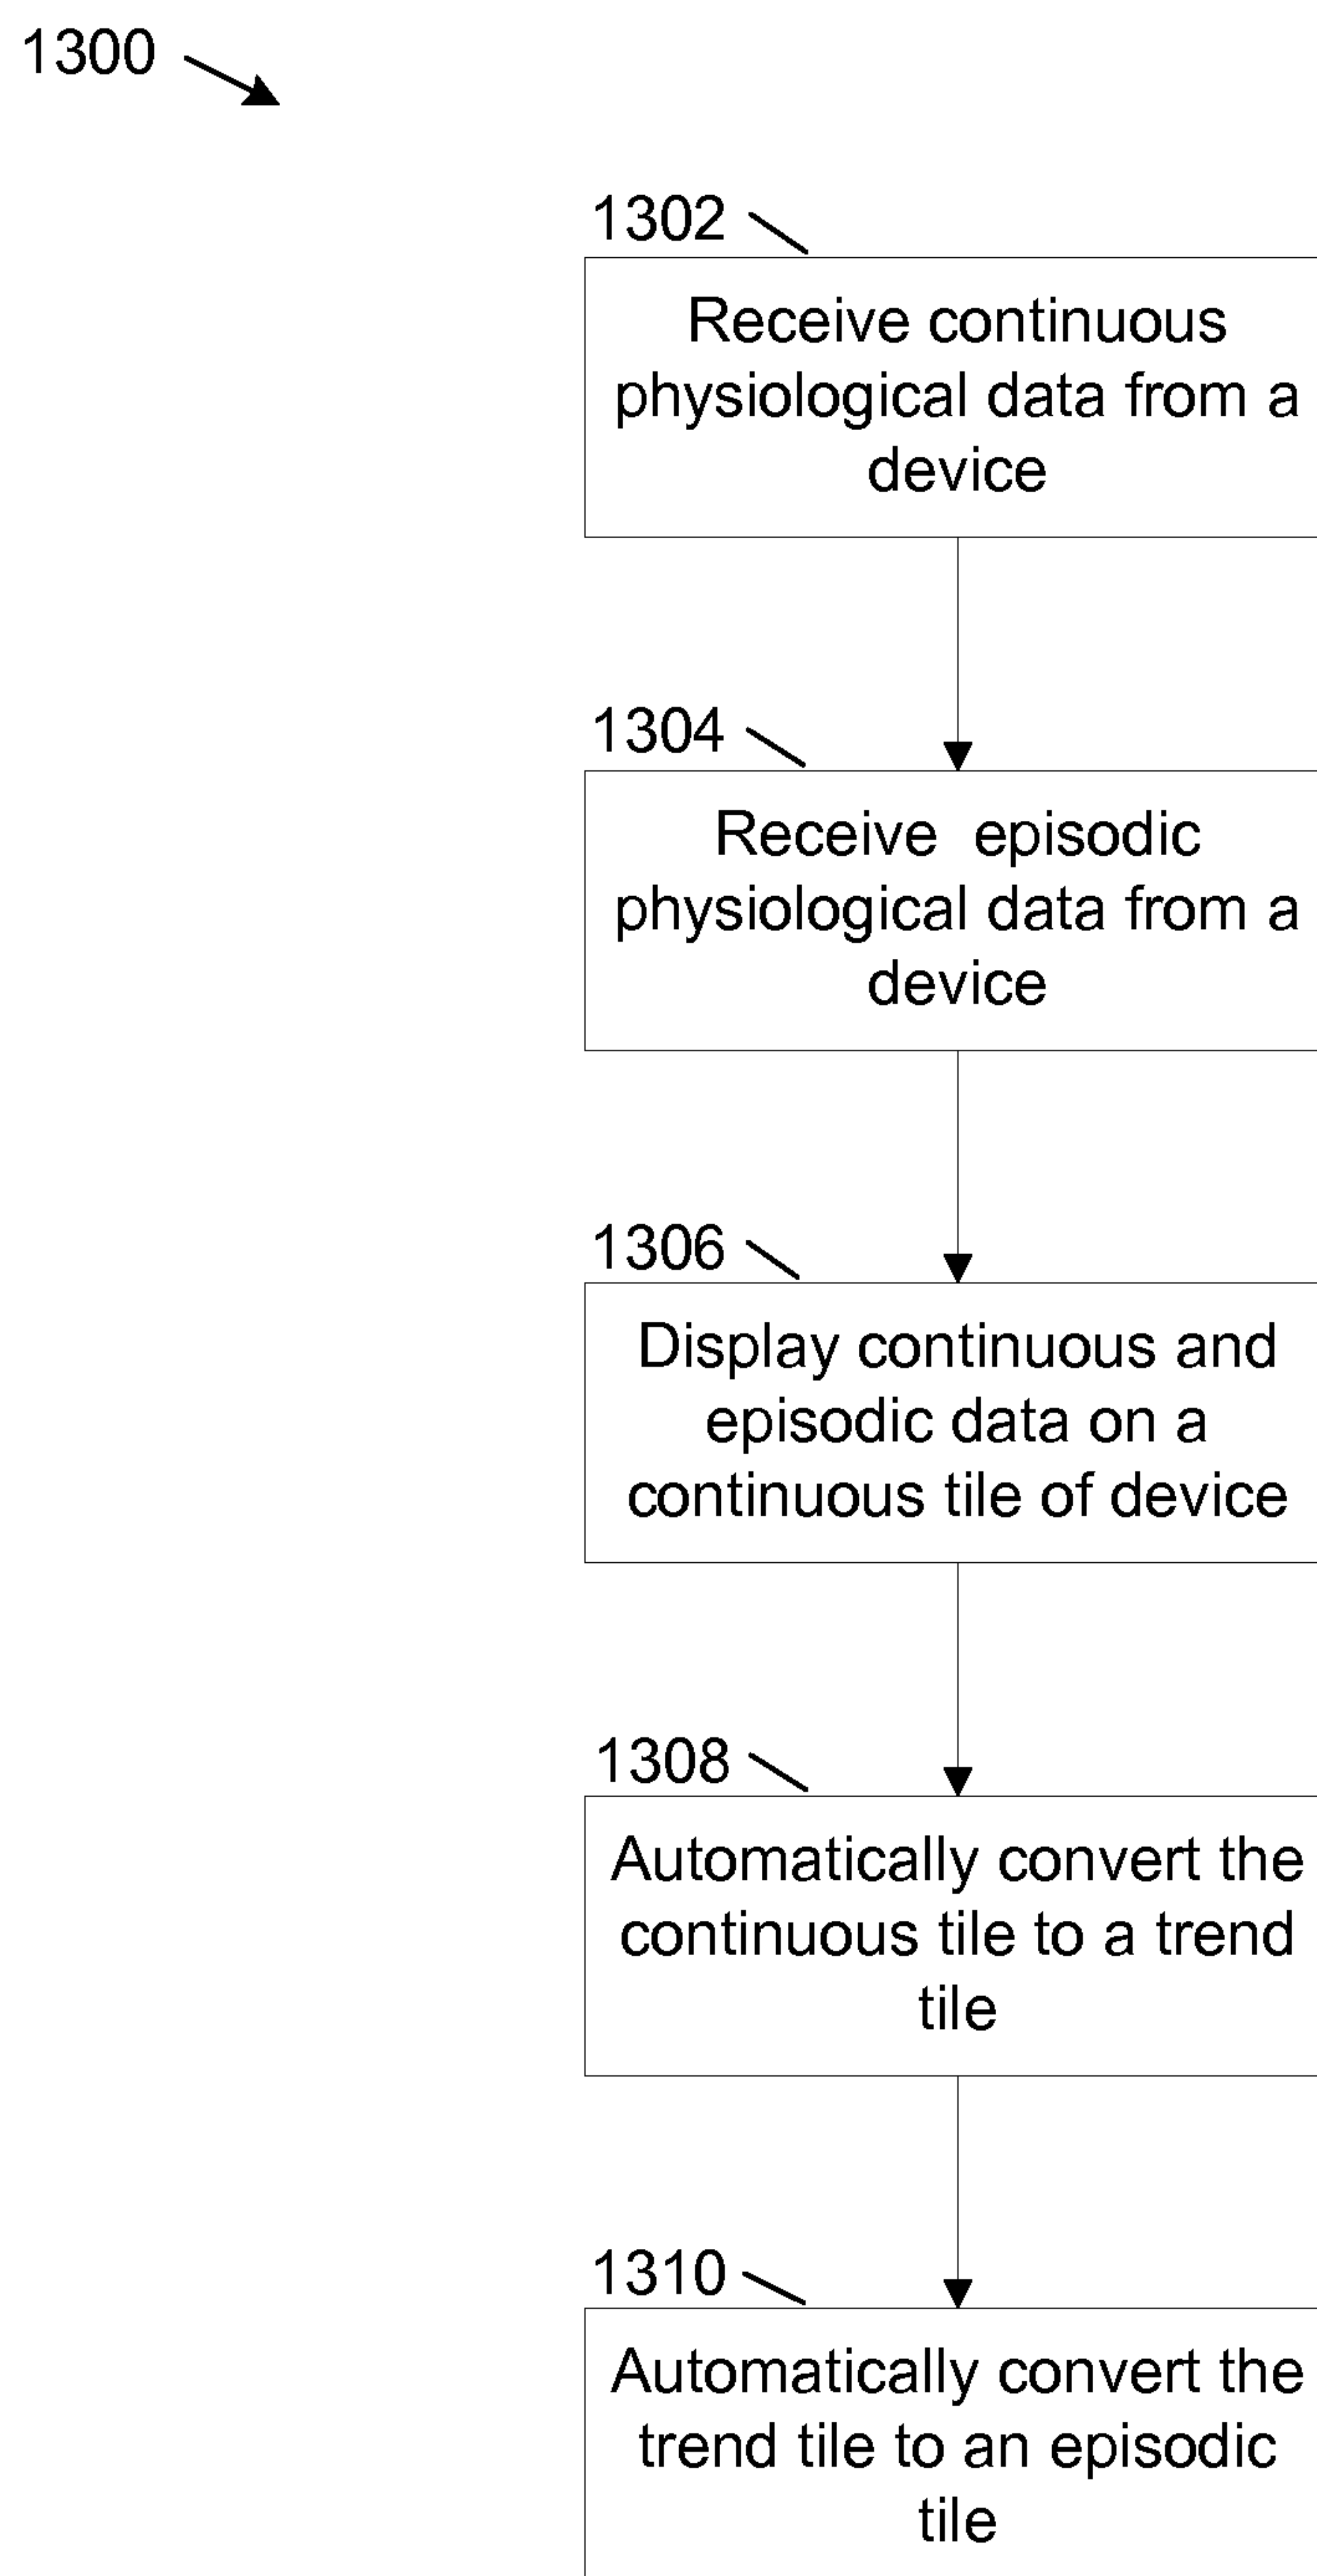 1300
1302
Receive continuous
physiological data from a
device
1304
Receive episodic
physiological data from a
device
1306
Display continuous and
episodic data on a
continuous tile of device
1308
Automatically convert the
continuous tile to a trend
tile
1310
Automatically convert the
trend tile to an episodic
tile